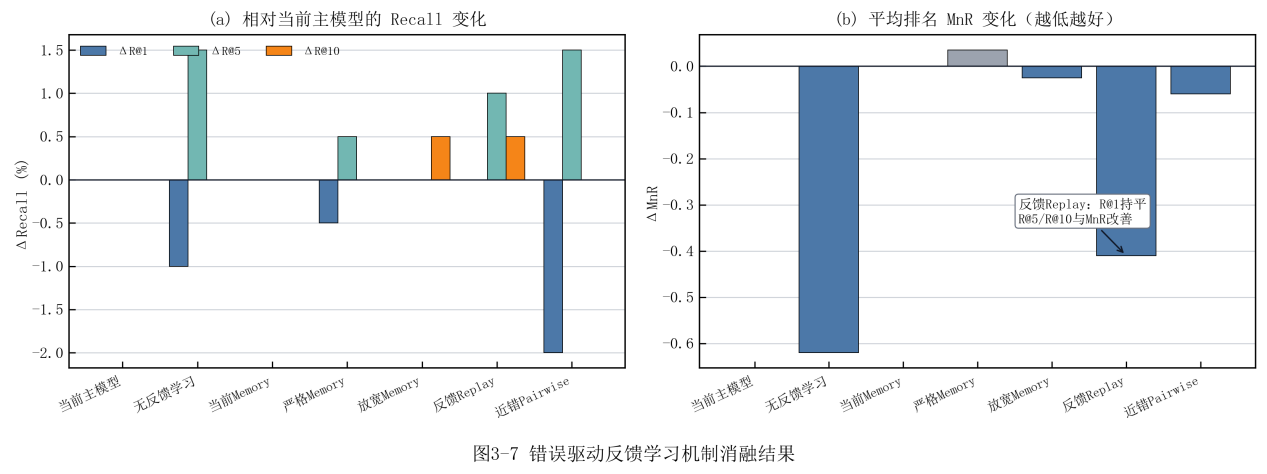 (a) 相对当前主模型的 Recall 变化
ΔR@1 ΔR@5 ΔR@10
1.5
1.0
0.5
0.0
−0.5
−1.0
−1.5
−2.0
ΔRecall (%)
当前主模型 无反馈学习 当前Memory 严格Memory 放宽Memory 反馈Replay 近错Pairwise
(b) 平均排名 MnR 变化（越低越好）
0.0
−0.1
−0.2
−0.3
−0.4
−0.5
−0.6
ΔMnR
反馈Replay: R@1持平
R@5/R@10与MnR改善
当前主模型 无反馈学习 当前Memory 严格Memory 放宽Memory 反馈Replay 近错Pairwise
图3-7 错误驱动反馈学习机制消融结果